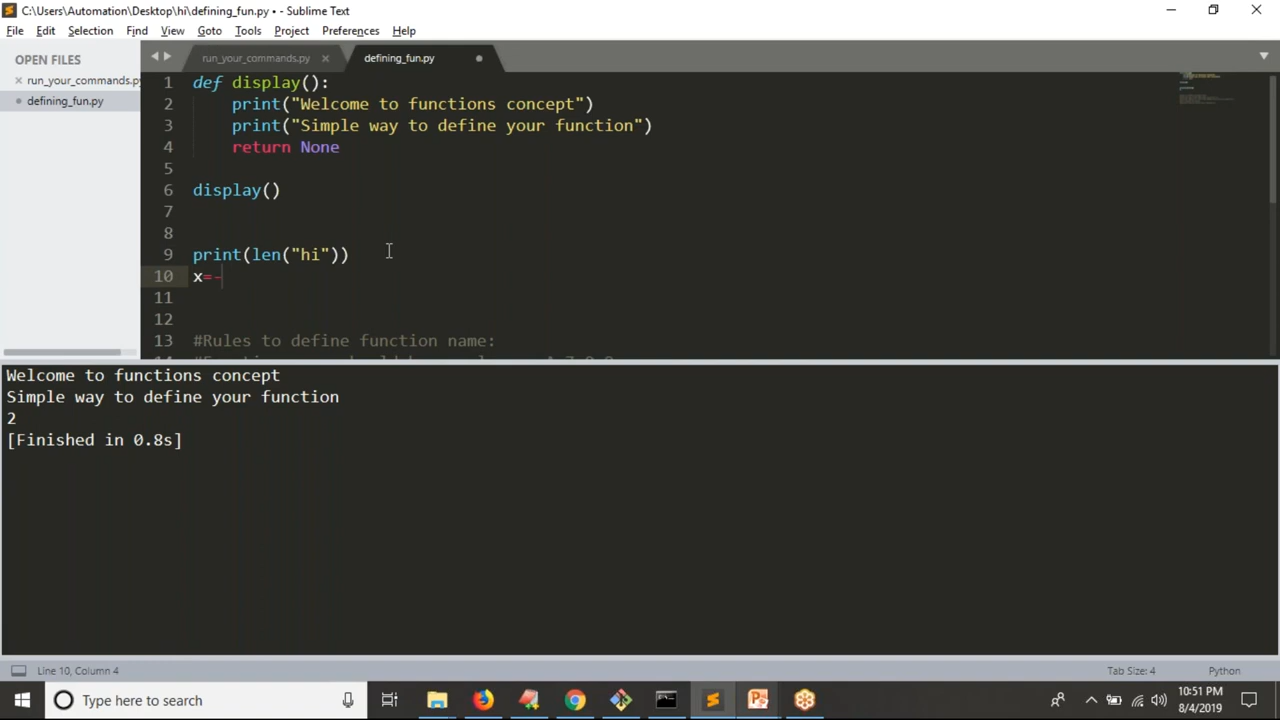 C:\Users\Automation\Desktop\hi\defining_fun.py • - Sublime Text
File Edit Selection Find View Goto Tools Project Preferences Help
OPEN FILES
run_your_commands.py
defining_fun.py
run_your_commands.py
defining_fun.py
1 def display():
2 print("Welcome to functions concept")
3 print("Simple way to define your function")
4 return None
5
6 display()
7
8
9 print(len("hi"))
10 x=-
11
12
13 #Rules to define function name:
Welcome to functions concept
Simple way to define your function
2
[Finished in 0.8s]
Line 10, Column 4
Tab Size: 4
Python
Type here to search
10:51 PM
8/4/2019